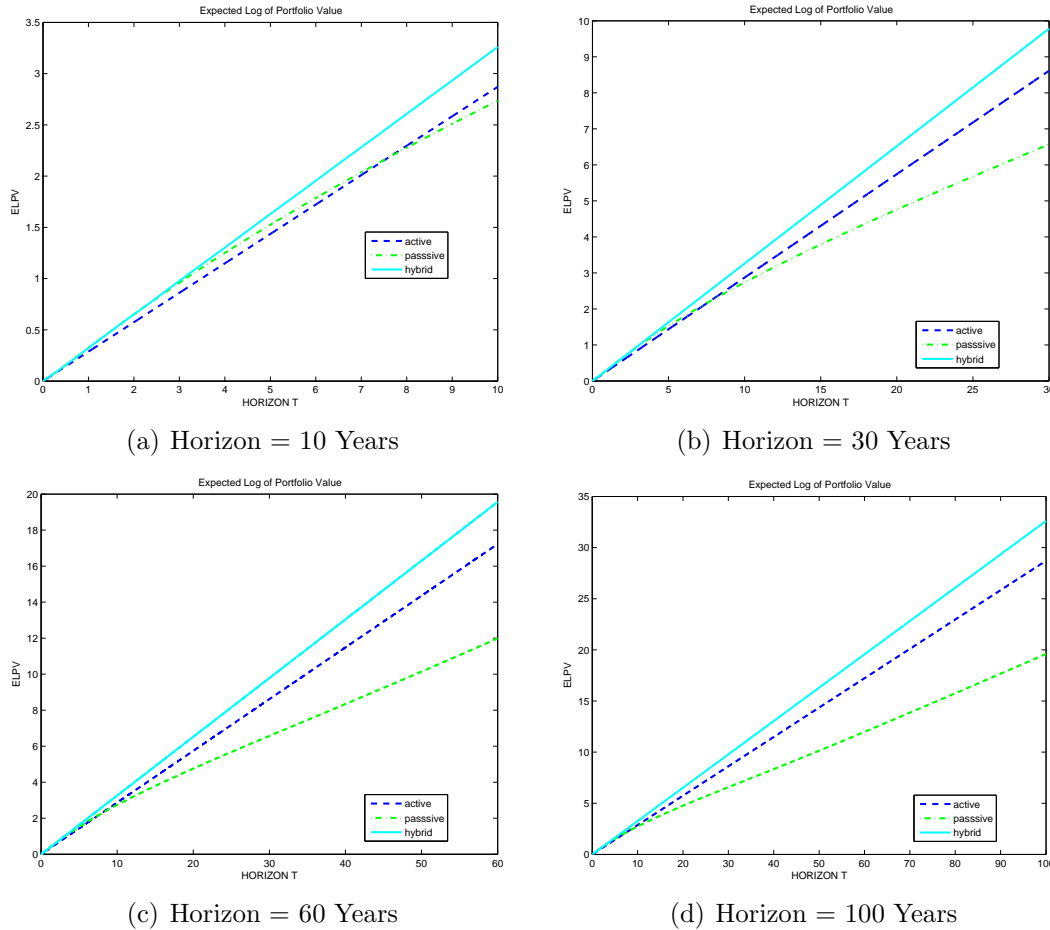 Expected Log of Portfolio Value
3.5
3
2.5
2
1.5
1
0.5
0
ELPV
active
passsive
hybrid
0 1 2 3 4 5 6 7 8 9 10
HORIZON T
(a) Horizon = 10 Years
Expected Log of Portfolio Value
10
9
8
7
6
5
4
3
2
1
0
ELPV
active
passsive
hybrid
0 5 10 15 20 25 30
HORIZON T
(b) Horizon = 30 Years
Expected Log of Portfolio Value
20
18
16
14
12
10
8
6
4
2
0
ELPV
active
passsive
hybrid
0 10 20 30 40 50 60
HORIZON T
(c) Horizon = 60 Years
Expected Log of Portfolio Value
35
30
25
20
15
10
5
0
ELPV
active
passsive
hybrid
0 10 20 30 40 50 60 70 80 90 100
HORIZON T
(d) Horizon = 100 Years